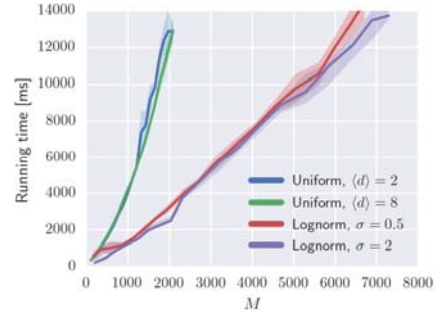 14000
12000
10000
8000
6000
4000
2000
0
Running time [ms]
Uniform, ⟨d⟩ = 2
Uniform, ⟨d⟩ = 8
Lognorm, σ = 0.5
Lognorm, σ = 2
0 1000 2000 3000 4000 5000 6000 7000 8000
M